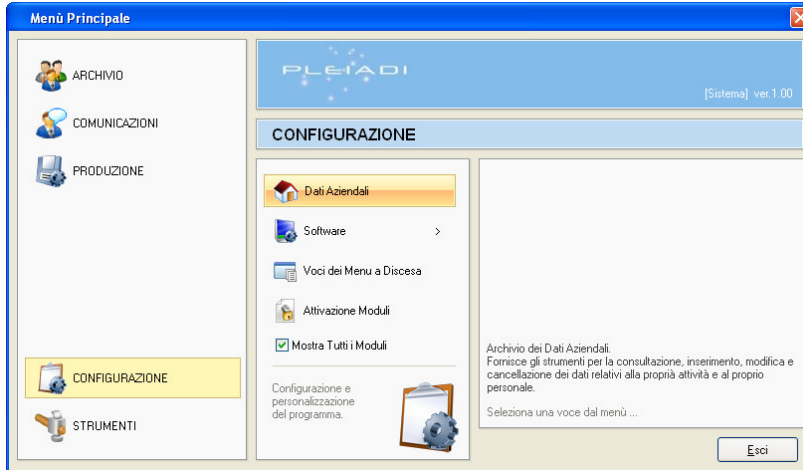 Menù Principale
ARCHIVIO
COMUNICAZIONI
PRODUZIONE
CONFIGURAZIONE
STRUMENTI
PLEIADI
[Sistema] ver.1.00
CONFIGURAZIONE
Dati Aziendali
Software
Voci dei Menu a Discesa
Attivazione Moduli
Mostra Tutti i Moduli
Configurazione e
personalizzazione
del programma.
Archivio dei Dati Aziendali.
Fornisce gli strumenti per la consultazione, inserimento, modifica e
cancellazione dei dati relativi alla proprià attività e al proprio
personale.
Seleziona una voce dal menù ...
Esci